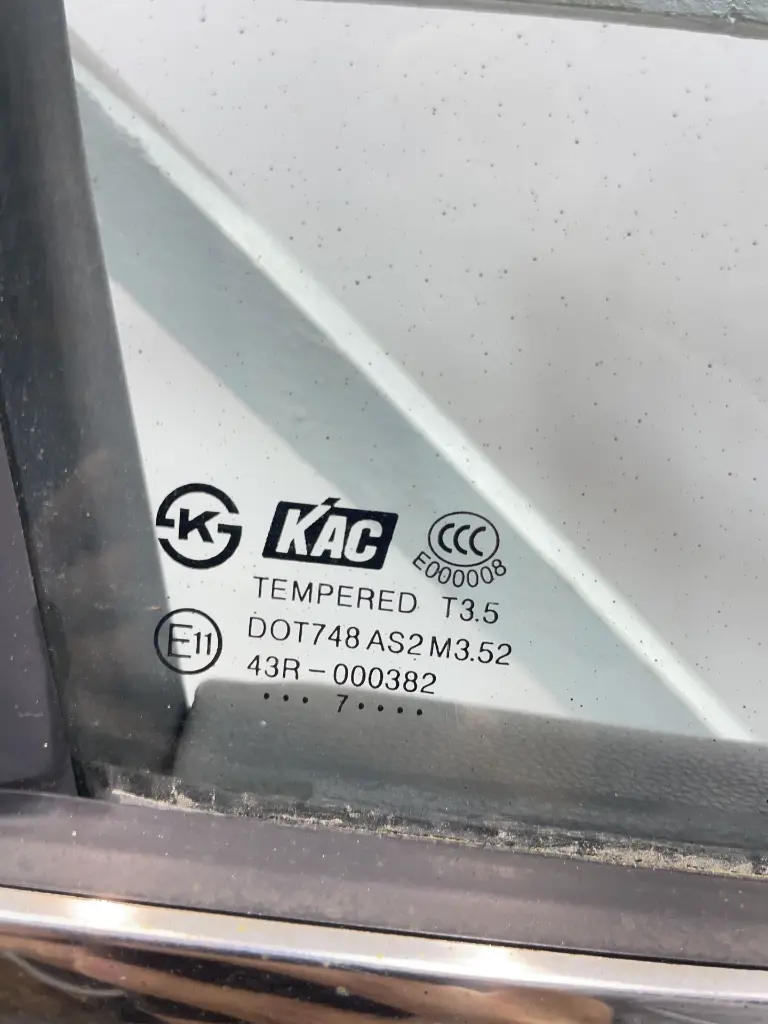 K KAC CCC
E000008
TEMPERED T3.5
E11 DOT748 AS2 M3.52
43R-000382
••• 7••••